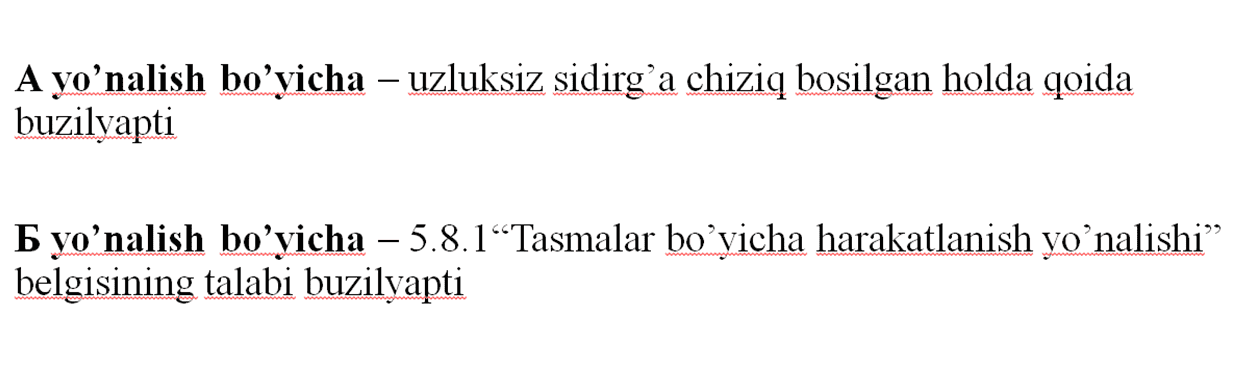 А yo’nalish bo’yicha – uzluksiz sidirg’a chiziq bosilgan holda qoida
buzilyapti
Б yo’nalish bo’yicha – 5.8.1“Tasmalar bo’yicha harakatlanish yo’nalishi”
belgisining talabi buzilyapti